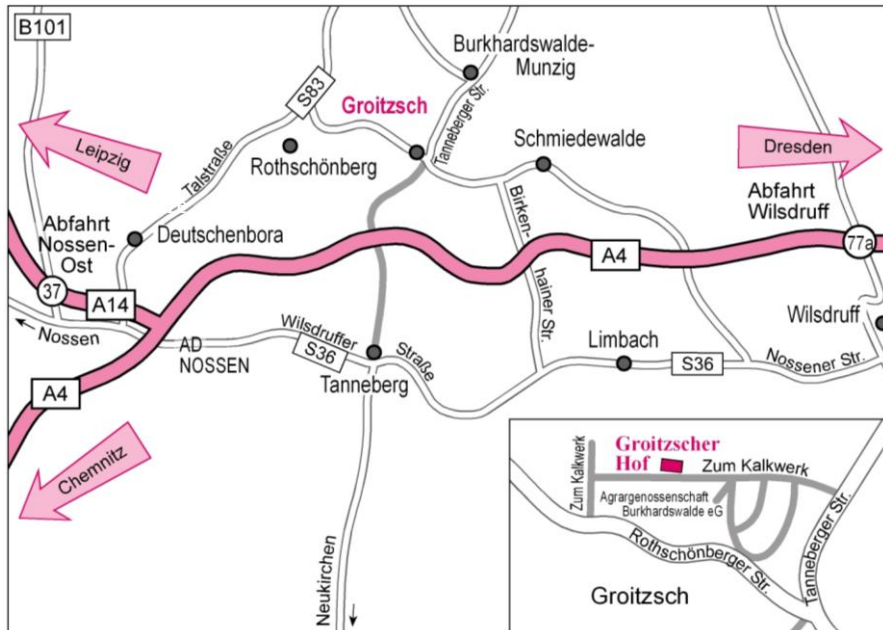 B101
Burkhardswalde-
Munzig
S83
Groitzsch
Tanneberger Str.
Leipzig
Talstraße
Rothschönberg
Schmiedewalde
Dresden
Abfahrt
Nossen-
Ost
Deutschenbora
Birken-
hainer Str.
Abfahrt
Wilsdruff
77a
A4
37
A14
Nossen
AD
NOSSEN
Wilsdruffer
S36
Straße
Tanneberg
Limbach
S36
Nossener Str.
Wilsdruff
A4
Chemnitz
Neukirchen
Groitzscher
Hof
Zum Kalkwerk
Zum Kalkwerk
Agrargenossenschaft
Burkhardswalde eG
Rothschönberger Str.
Tanneberger Str.
Groitzsch